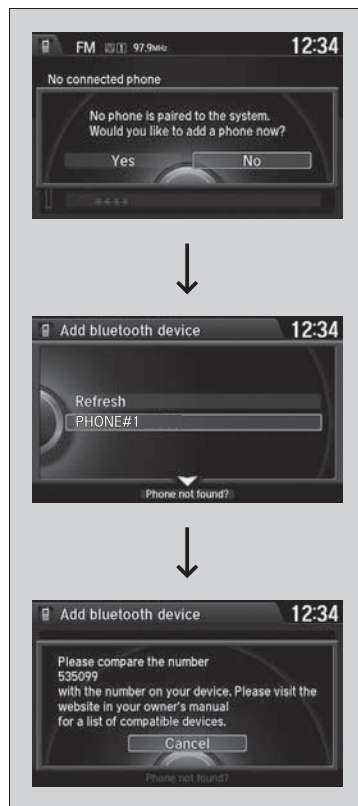 FM 1 97.9MHz 12:34
No connected phone
No phone is paired to the system.
Would you like to add a phone now?
Yes No
Add bluetooth device 12:34
Refresh
PHONE#1
Phone not found?
Add bluetooth device 12:34
Please compare the number
535099
with the number on your device. Please visit the
website in your owner's manual
for a list of compatible devices.
Cancel
Phone not found?